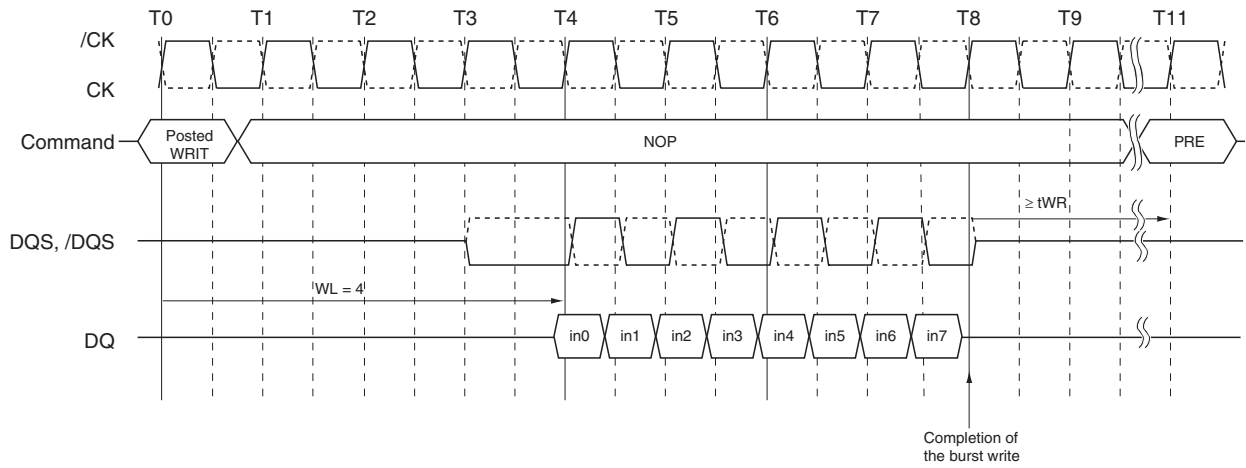 T0 T1 T2 T3 T4 T5 T6 T7 T8 T9 T11
/CK
CK
Command
Posted
WRIT
NOP
PRE
≥ tWR
DQS, /DQS
WL = 4
DQ
in0 in1 in2 in3 in4 in5 in6 in7
Completion of
the burst write